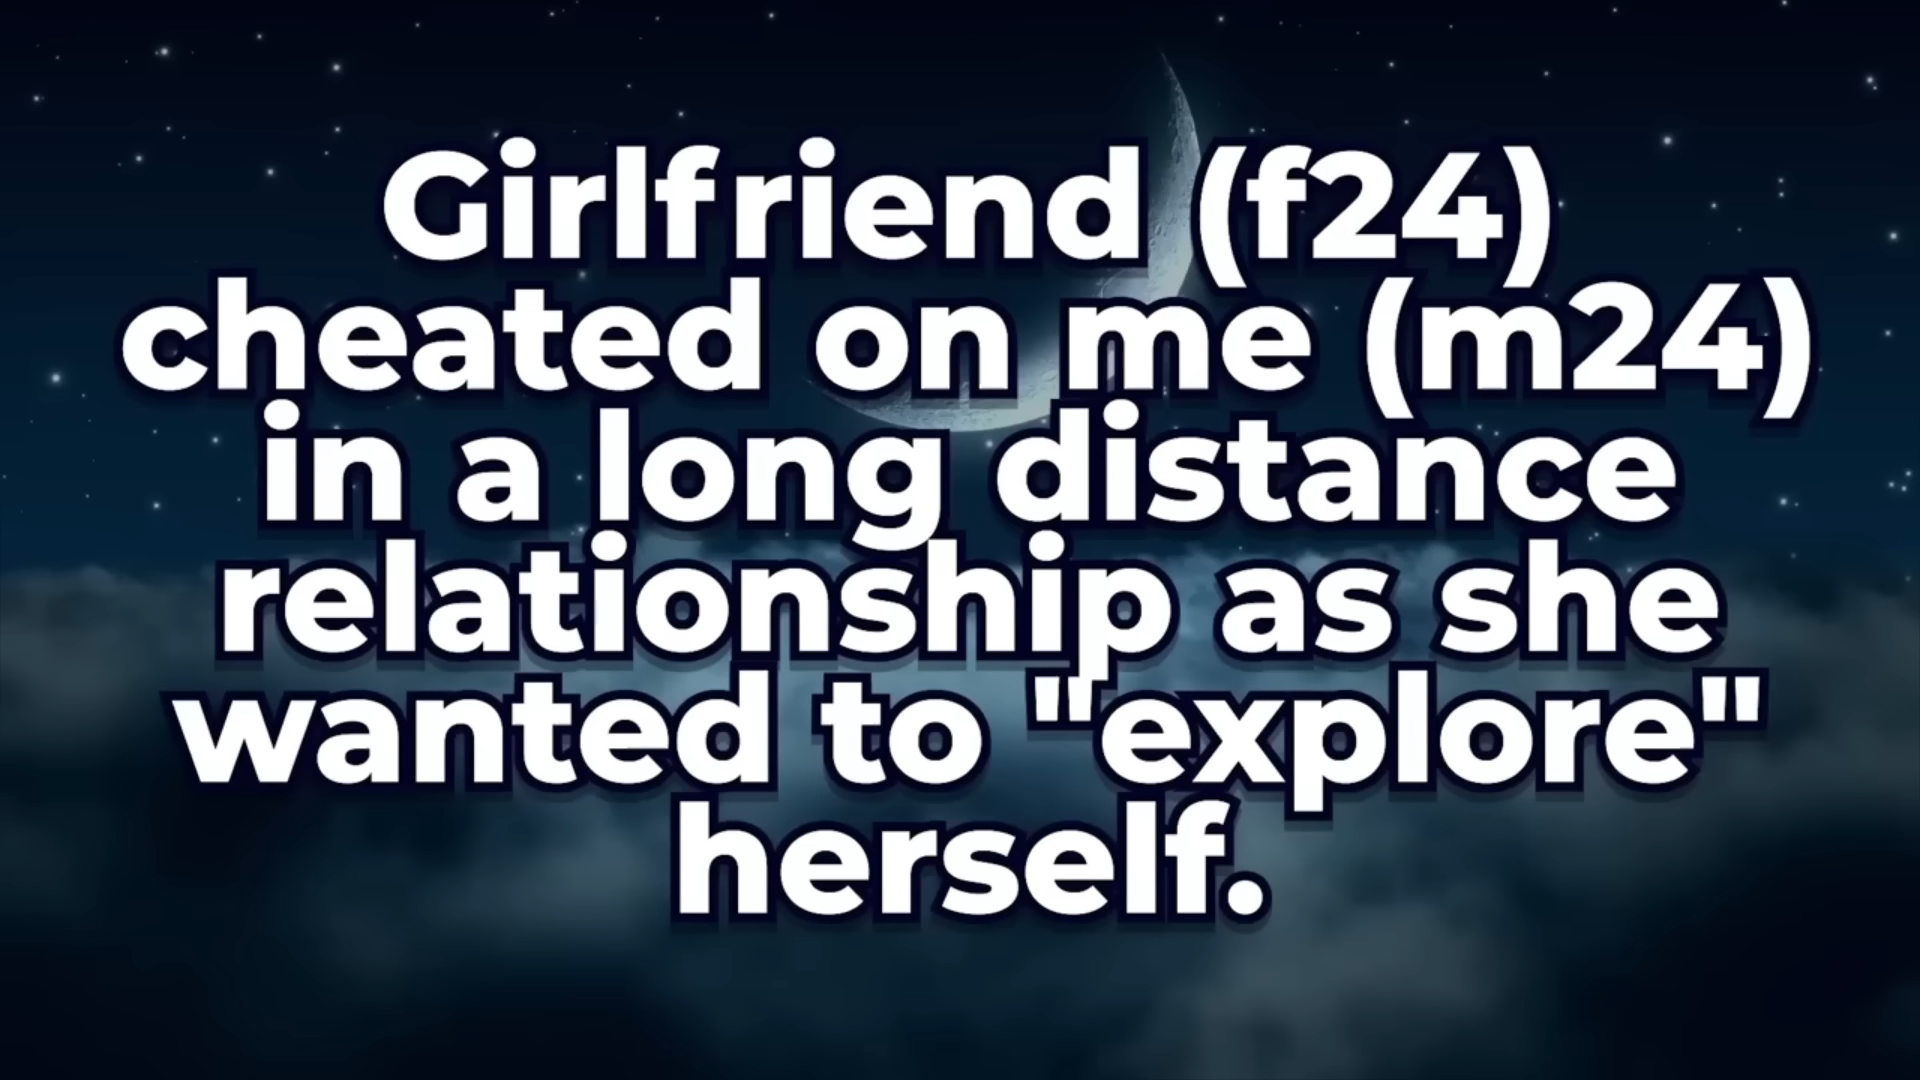 Girlfriend (f24)
cheated on me (m24)
in a long distance
relationship as she
wanted to "explore"
herself.